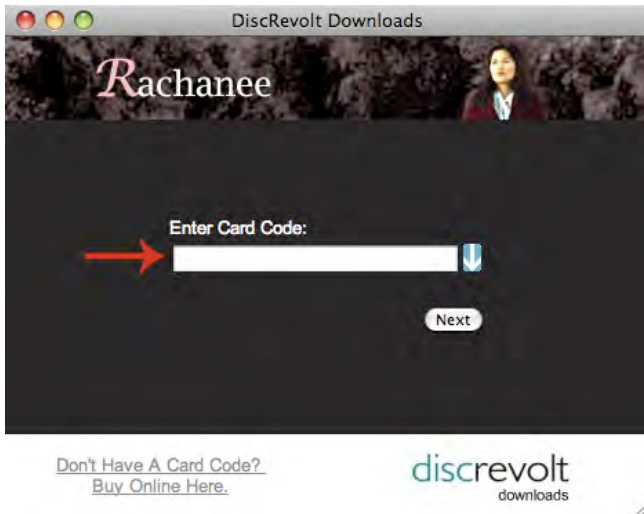 DiscRevolt Downloads
Rachanee
Enter Card Code:
Next
Don't Have A Card Code?
Buy Online Here.
discrevolt
downloads